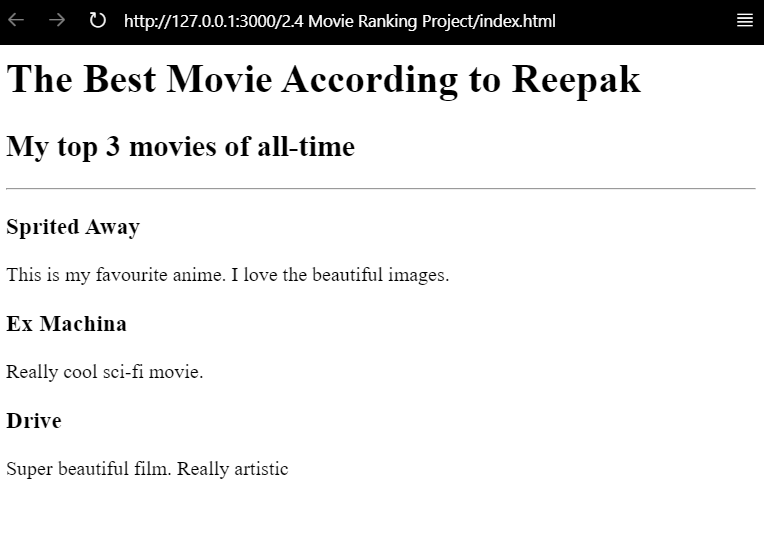 http://127.0.0.1:3000/2.4 Movie Ranking Project/index.html
The Best Movie According to Reepak
My top 3 movies of all-time
Sprited Away
This is my favourite anime. I love the beautiful images.
Ex Machina
Really cool sci-fi movie.
Drive
Super beautiful film. Really artistic